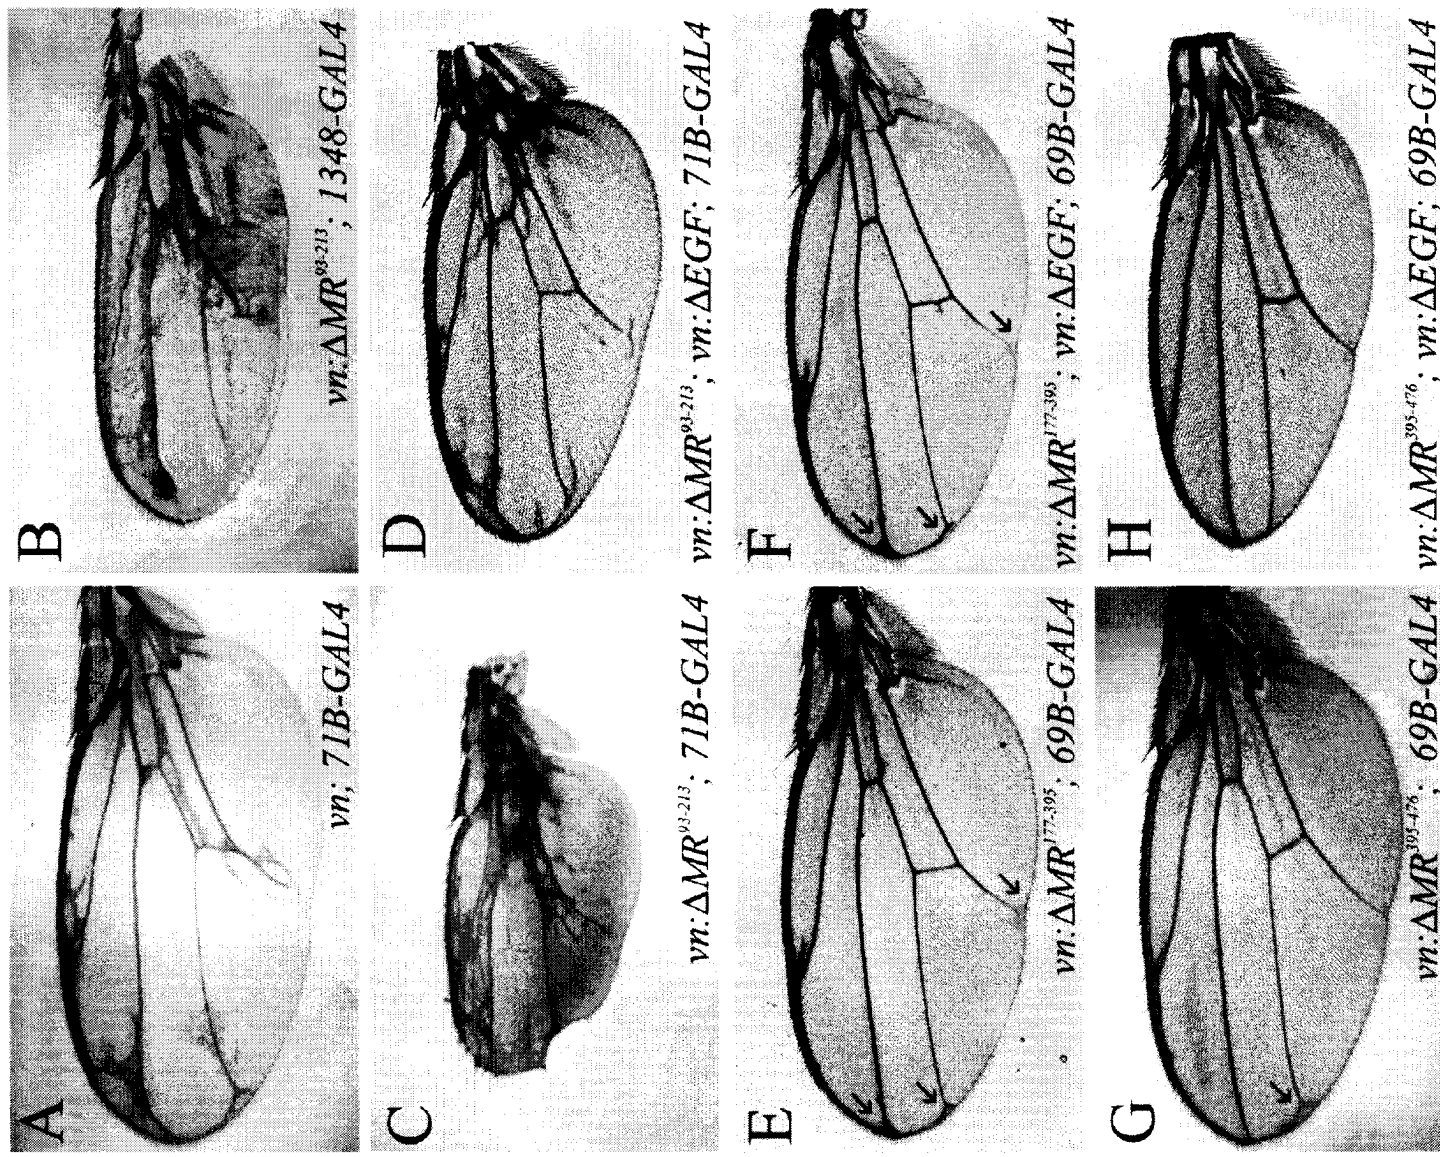 A
vn; 71B-GAL4
B
vn:ΔMR⁹³⁻²¹³; 1348-GAL4
C
vn:ΔMR⁹³⁻²¹³; 71B-GAL4
D
vn:ΔMR⁹³⁻²¹³; vn:ΔEGF; 71B-GAL4
E
vn:ΔMR¹⁷⁷⁻³⁹⁵; 69B-GAL4
F
vn:ΔMR¹⁷⁷⁻³⁹⁵; vn:ΔEGF; 69B-GAL4
G
vn:ΔMR³⁹⁵⁻⁴⁷⁶; 69B-GAL4
H
vn:ΔMR³⁹⁵⁻⁴⁷⁶; vn:ΔEGF; 69B-GAL4